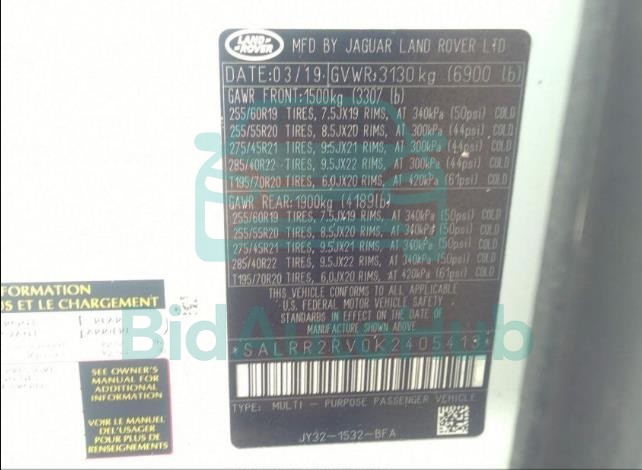 LAND ROVER
MFD BY JAGUAR LAND ROVER LTD
DATE:03/19 GVWR:3130kg (6900 lb)
GAWR FRONT:1500kg (3307 lb)
255/60R19 TIRES, 7.5JX19 RIMS, AT 340kPa (50psi) COLD
255/55R20 TIRES, 8.5JX20 RIMS, AT 300kPa (44psi) COLD
275/45R21 TIRES, 9.5JX21 RIMS, AT 300kPa (44psi) COLD
285/40R22 TIRES, 9.5JX22 RIMS, AT 300kPa (44psi) COLD
T195/70R20 TIRES, 6.0JX20 RIMS, AT 420kPa (61psi) COLD
GAWR REAR:1900kg (4189lb)
255/60R19 TIRES, 7.5JX19 RIMS, AT 340kPa (50psi) COLD
255/55R20 TIRES, 8.5JX20 RIMS, AT 340kPa (50psi) COLD
275/45R21 TIRES, 9.5JX21 RIMS, AT 340kPa (50psi) COLD
285/40R22 TIRES, 9.5JX22 RIMS, AT 340kPa (50psi) COLD
T195/70R20 TIRES, 6.0JX20 RIMS, AT 420kPa (61psi) COLD
THIS VEHICLE CONFORMS TO ALL APPLICABLE
U.S. FEDERAL MOTOR VEHICLE SAFETY
STANDARDS IN EFFECT ON THE DATE OF
MANUFACTURE SHOWN ABOVE
*SALRR2RV0K2405413*
TYPE: MULTI - PURPOSE PASSENGER VEHICLE
JY32-1532-BFA
FORMATION
US ET LE CHARGEMENT
REAR
ARRIÈRE
SEE OWNER'S
MANUAL FOR
ADDITIONAL
INFORMATION
VOIR LE MANUEL
DE L'USAGER
POUR PLUS DE
RENSEIGNEMENTS
BidAutoHub